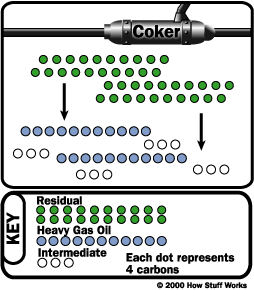 Coker
KEY
Residual
Heavy Gas Oil
Intermediate
Each dot represents
4 carbons
© 2000 How Stuff Works